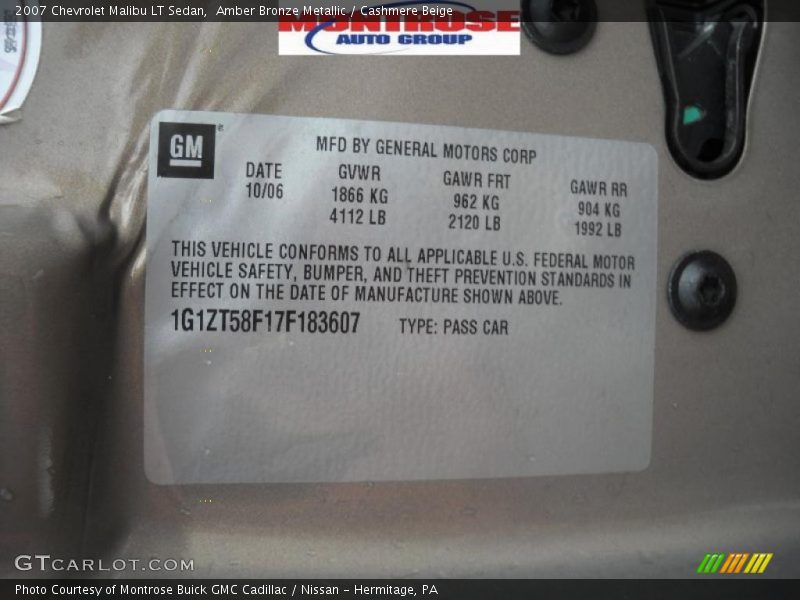 2007 Chevrolet Malibu LT Sedan,  Amber Bronze Metallic / Cashmere Beige
MONTROSE
AUTO GROUP
GM
MFD BY GENERAL MOTORS CORP
DATE GVWR GAWR FRT GAWR RR
10/06 1866 KG 962 KG 904 KG
4112 LB 2120 LB 1992 LB
THIS VEHICLE CONFORMS TO ALL APPLICABLE U.S. FEDERAL MOTOR
VEHICLE SAFETY, BUMPER, AND THEFT PREVENTION STANDARDS IN
EFFECT ON THE DATE OF MANUFACTURE SHOWN ABOVE.
1G1ZT58F17F183607 TYPE: PASS CAR
GTCARLOT.COM
Photo Courtesy of Montrose Buick GMC Cadillac / Nissan - Hermitage, PA